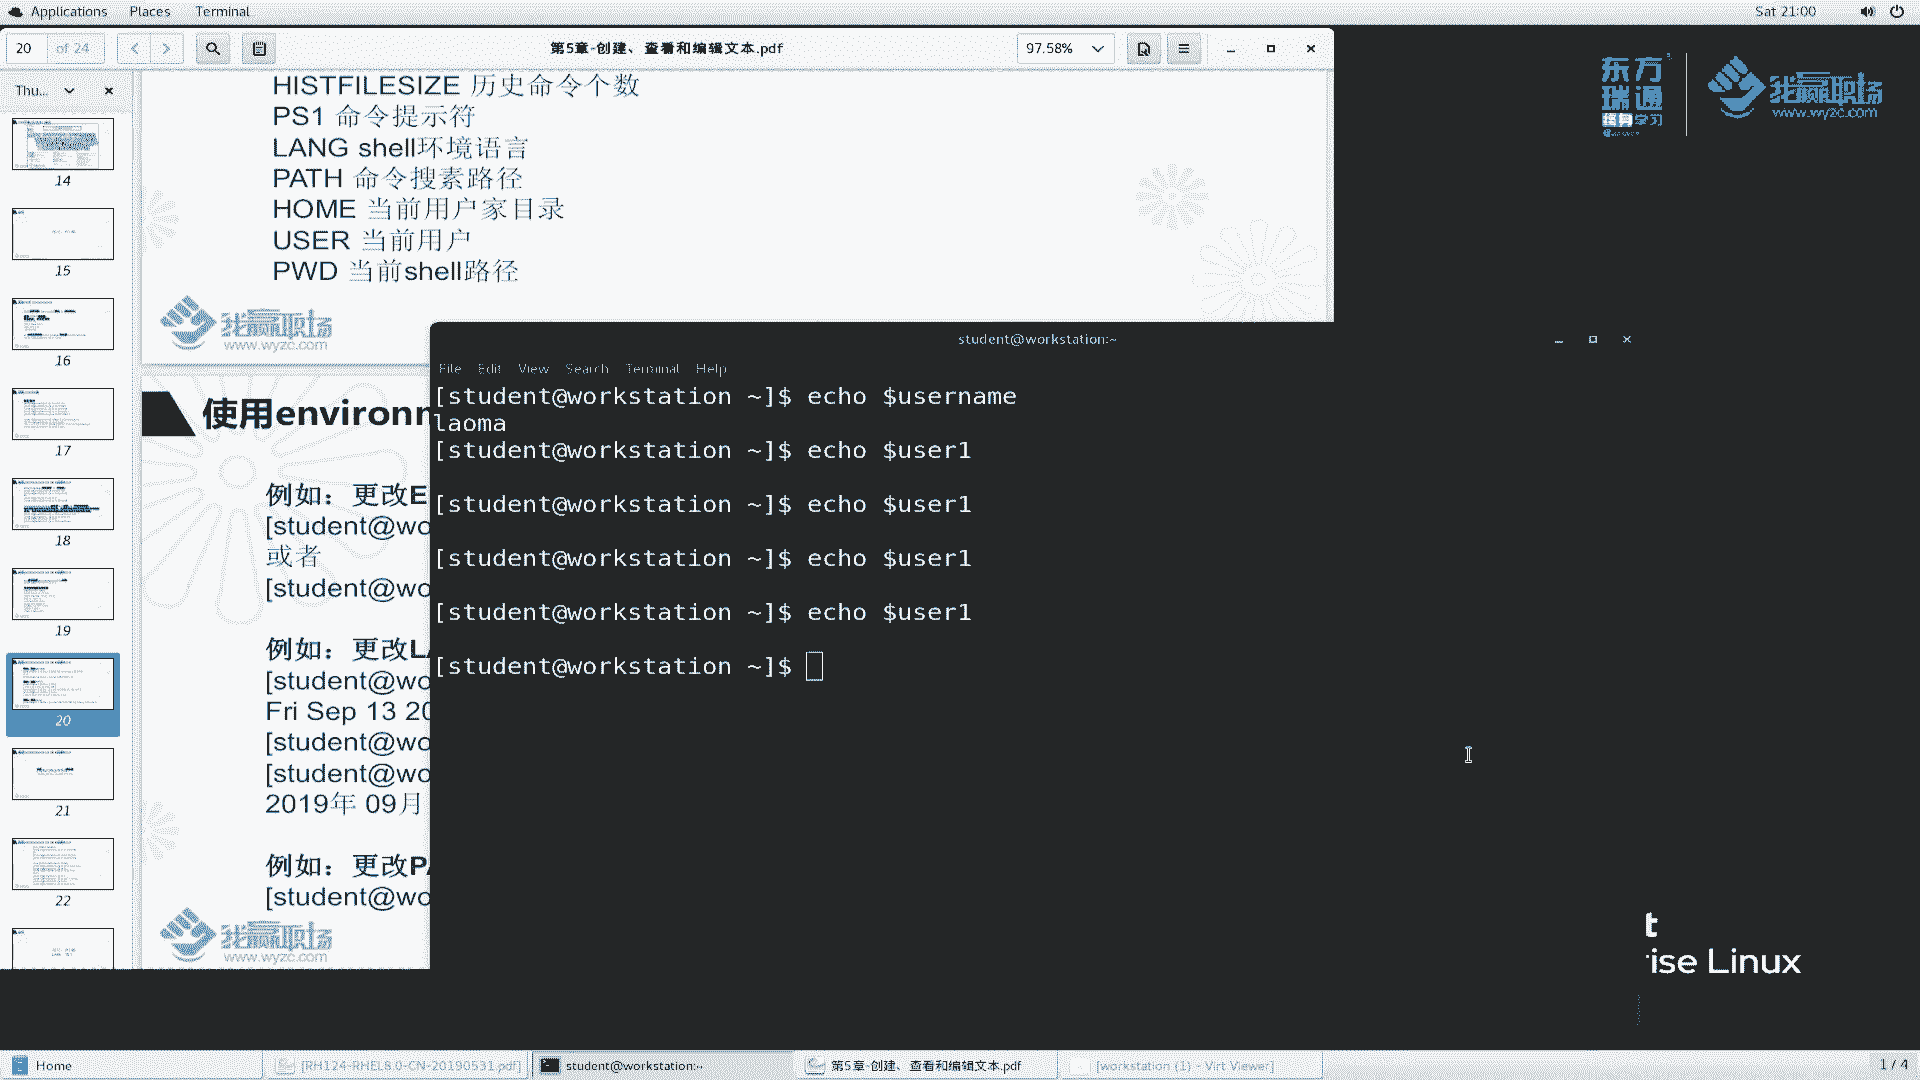 Applications Places Terminal Sat 21:00
20 of 24 第5章-创建、查看和编辑文本.pdf 97.58%
Thu...
14
15
16
17
18
19
20
21
22
HISTFILESIZE 历史命令个数
PS1 命令提示符
LANG shell环境语言
PATH 命令搜素路径
HOME 当前用户家目录
USER 当前用户
PWD 当前shell路径
我赢职场
www.wyzc.com
使用environ
例如：更改E
[student@wo
或者
[student@wo
例如：更改L
[student@wo
Fri Sep 13 20
[student@wo
[student@wo
2019年 09月
例如：更改PA
[student@wo
我赢职场
www.wyzc.com
student@workstation:~
File Edit View Search Terminal Help
[student@workstation ~]$ echo $username
laoma
[student@workstation ~]$ echo $user1
[student@workstation ~]$ echo $user1
[student@workstation ~]$ echo $user1
[student@workstation ~]$ echo $user1
[student@workstation ~]$
东方
瑞通
终身学习
我赢职场
www.wyzc.com
t
rise Linux
Home [RH124-RHEL8.0-CN-20190531.pdf] student@workstation:~ 第5章-创建、查看和编辑文本.pdf [workstation (1) - Virt Viewer] 1 / 4